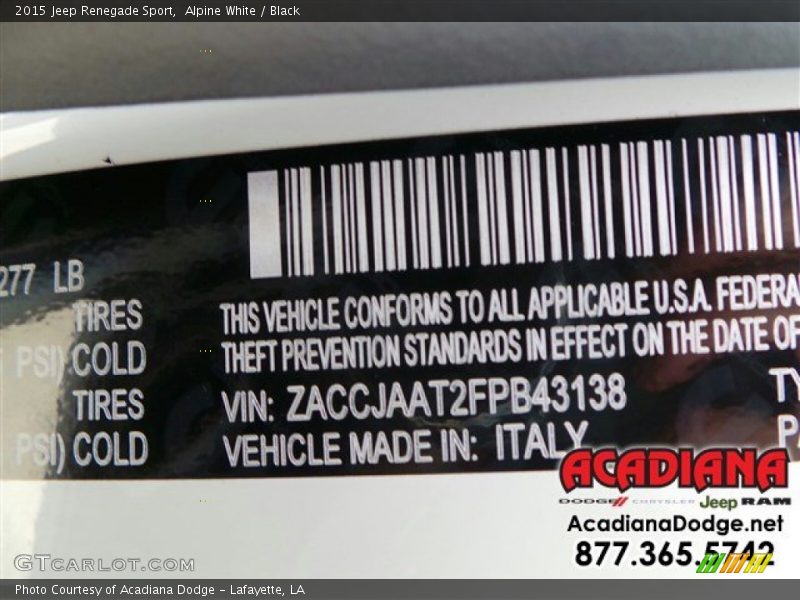 2015 Jeep Renegade Sport,  Alpine White / Black
277 LB
TIRES
PSI) COLD
TIRES
PSI) COLD
THIS VEHICLE CONFORMS TO ALL APPLICABLE U.S.A. FEDERA
THEFT PREVENTION STANDARDS IN EFFECT ON THE DATE OF
VIN: ZACCJAAT2FPB43138
TY
VEHICLE MADE IN: ITALY
P
ACADIANA
DODGE CHRYSLER Jeep RAM
AcadianaDodge.net
877.365.5742
GTCARLOT.COM
Photo Courtesy of Acadiana Dodge - Lafayette, LA